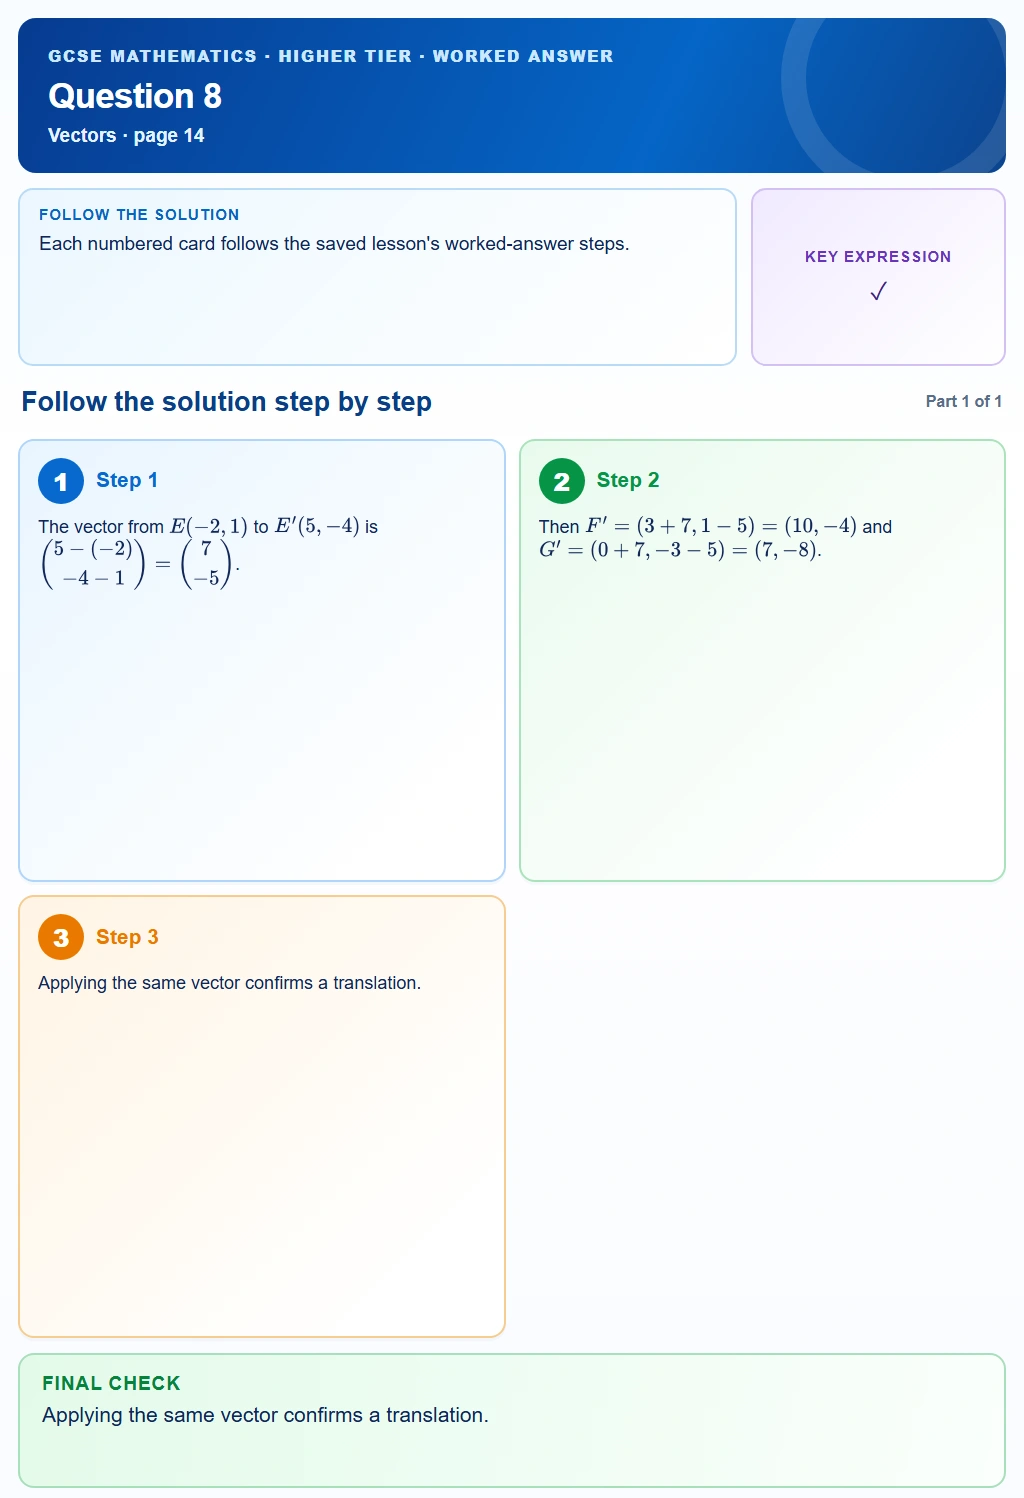 GCSE MATHEMATICS · HIGHER TIER · WORKED ANSWER
Question 8
Vectors · page 14
FOLLOW THE SOLUTION
Each numbered card follows the saved lesson's worked-answer steps.
KEY EXPRESSION
✓
Follow the solution step by step
Part 1 of 1
1 Step 1
The vector from E(−2, 1) to E′(5, −4) is
(5 − (−2) / −4 − 1) = (7 / −5).
2 Step 2
Then F′ = (3 + 7, 1 − 5) = (10, −4) and
G′ = (0 + 7, −3 − 5) = (7, −8).
3 Step 3
Applying the same vector confirms a translation.
FINAL CHECK
Applying the same vector confirms a translation.